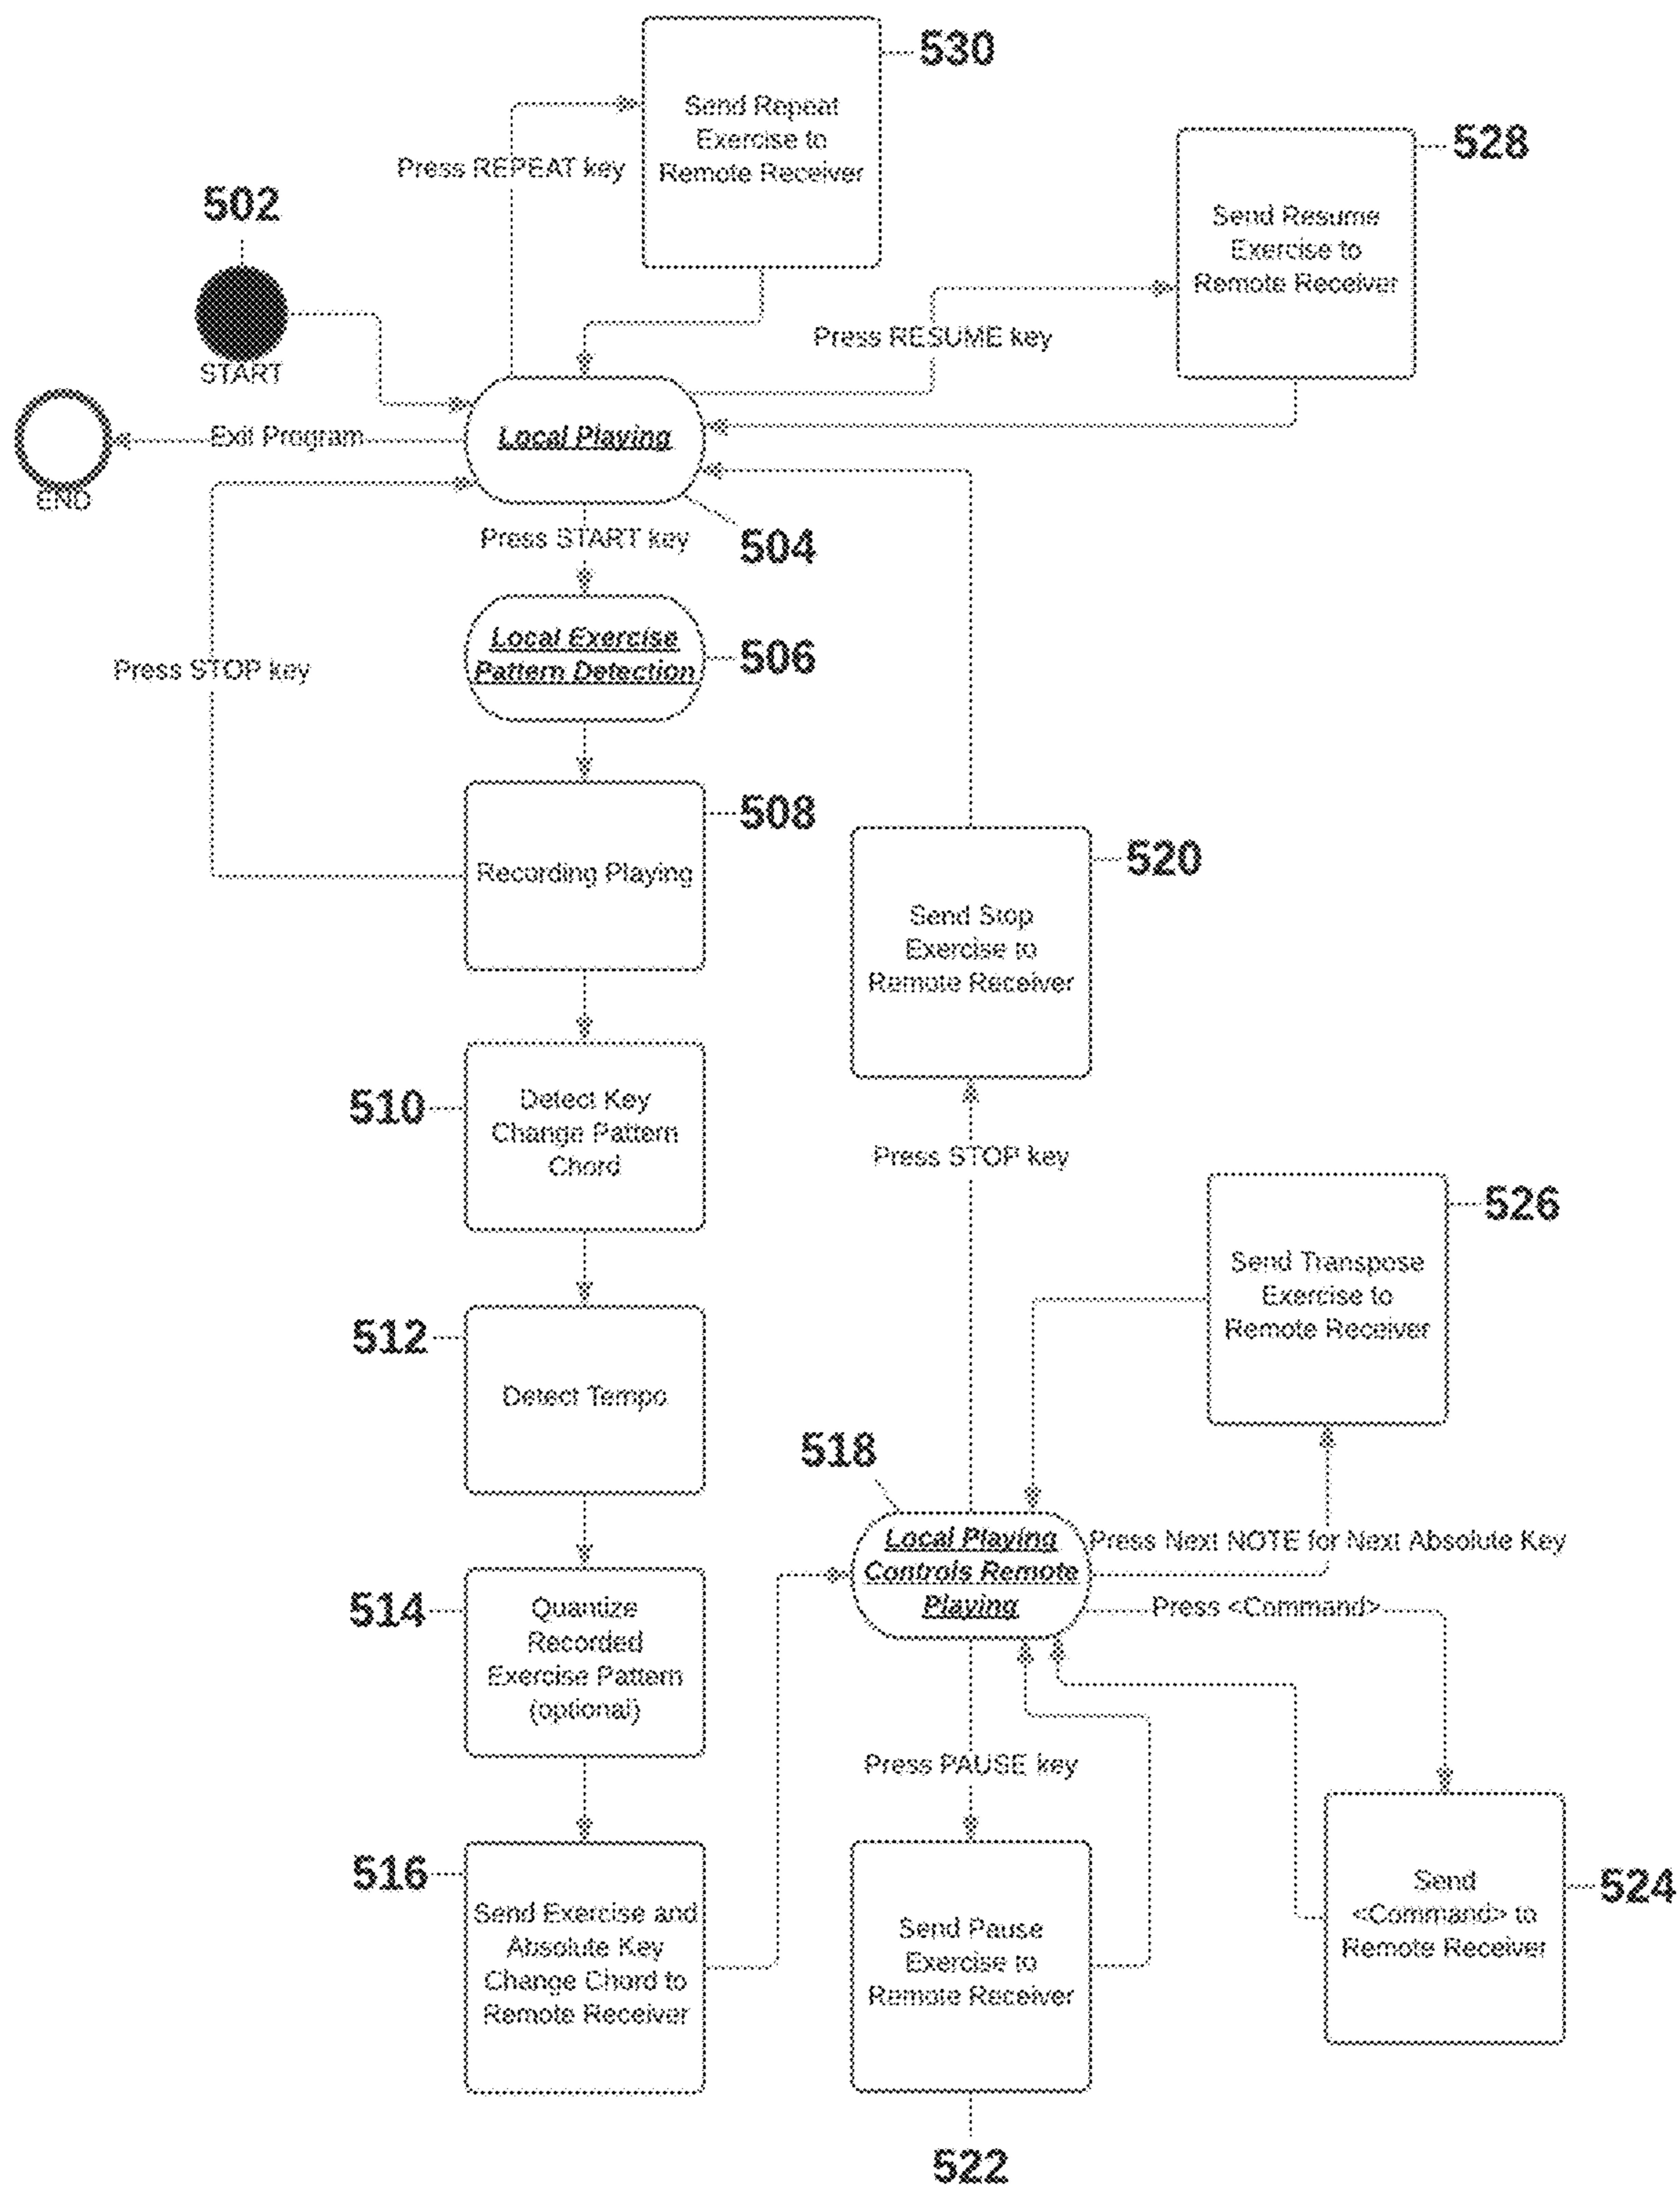 530
Send Repeat
Exercise to
Remote Receiver
Press REPEAT key
528
Send Resume
Exercise to
Remote Receiver
502
START
Press RESUME key
Local Playing
Exit Program
END
504
Press START key
Local Exercise
Pattern Detection
506
Press STOP key
508
Recording Playing
520
Send Stop
Exercise to
Remote Receiver
510
Detect Key
Change Pattern
Chord
Press STOP key
526
Send Transpose
Exercise to
Remote Receiver
512
Detect Tempo
518
Local Playing
Controls Remote
Playing
Press Next NOTE for Next Absolute Key
Press <Command>
514
Quantize
Recorded
Exercise Pattern
(optional)
Press PAUSE key
516
Send Exercise and
Absolute Key
Change Chord to
Remote Receiver
Send Pause
Exercise to
Remote Receiver
524
Send
<Command> to
Remote Receiver
522